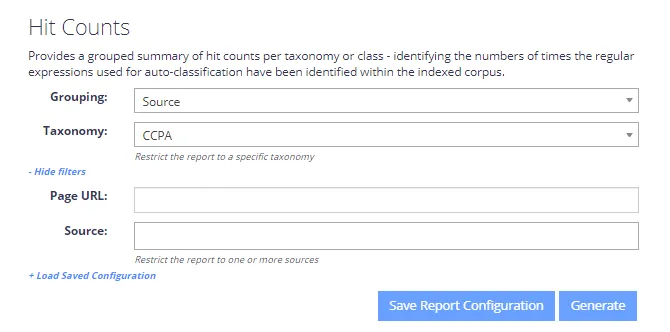 Hit Counts
Provides a grouped summary of hit counts per taxonomy or class - identifying the numbers of times the regular
expressions used for auto-classification have been identified within the indexed corpus.
Grouping: Source
Taxonomy: CCPA
Restrict the report to a specific taxonomy
- Hide filters
Page URL:
Source:
Restrict the report to one or more sources
+ Load Saved Configuration
Save Report Configuration Generate